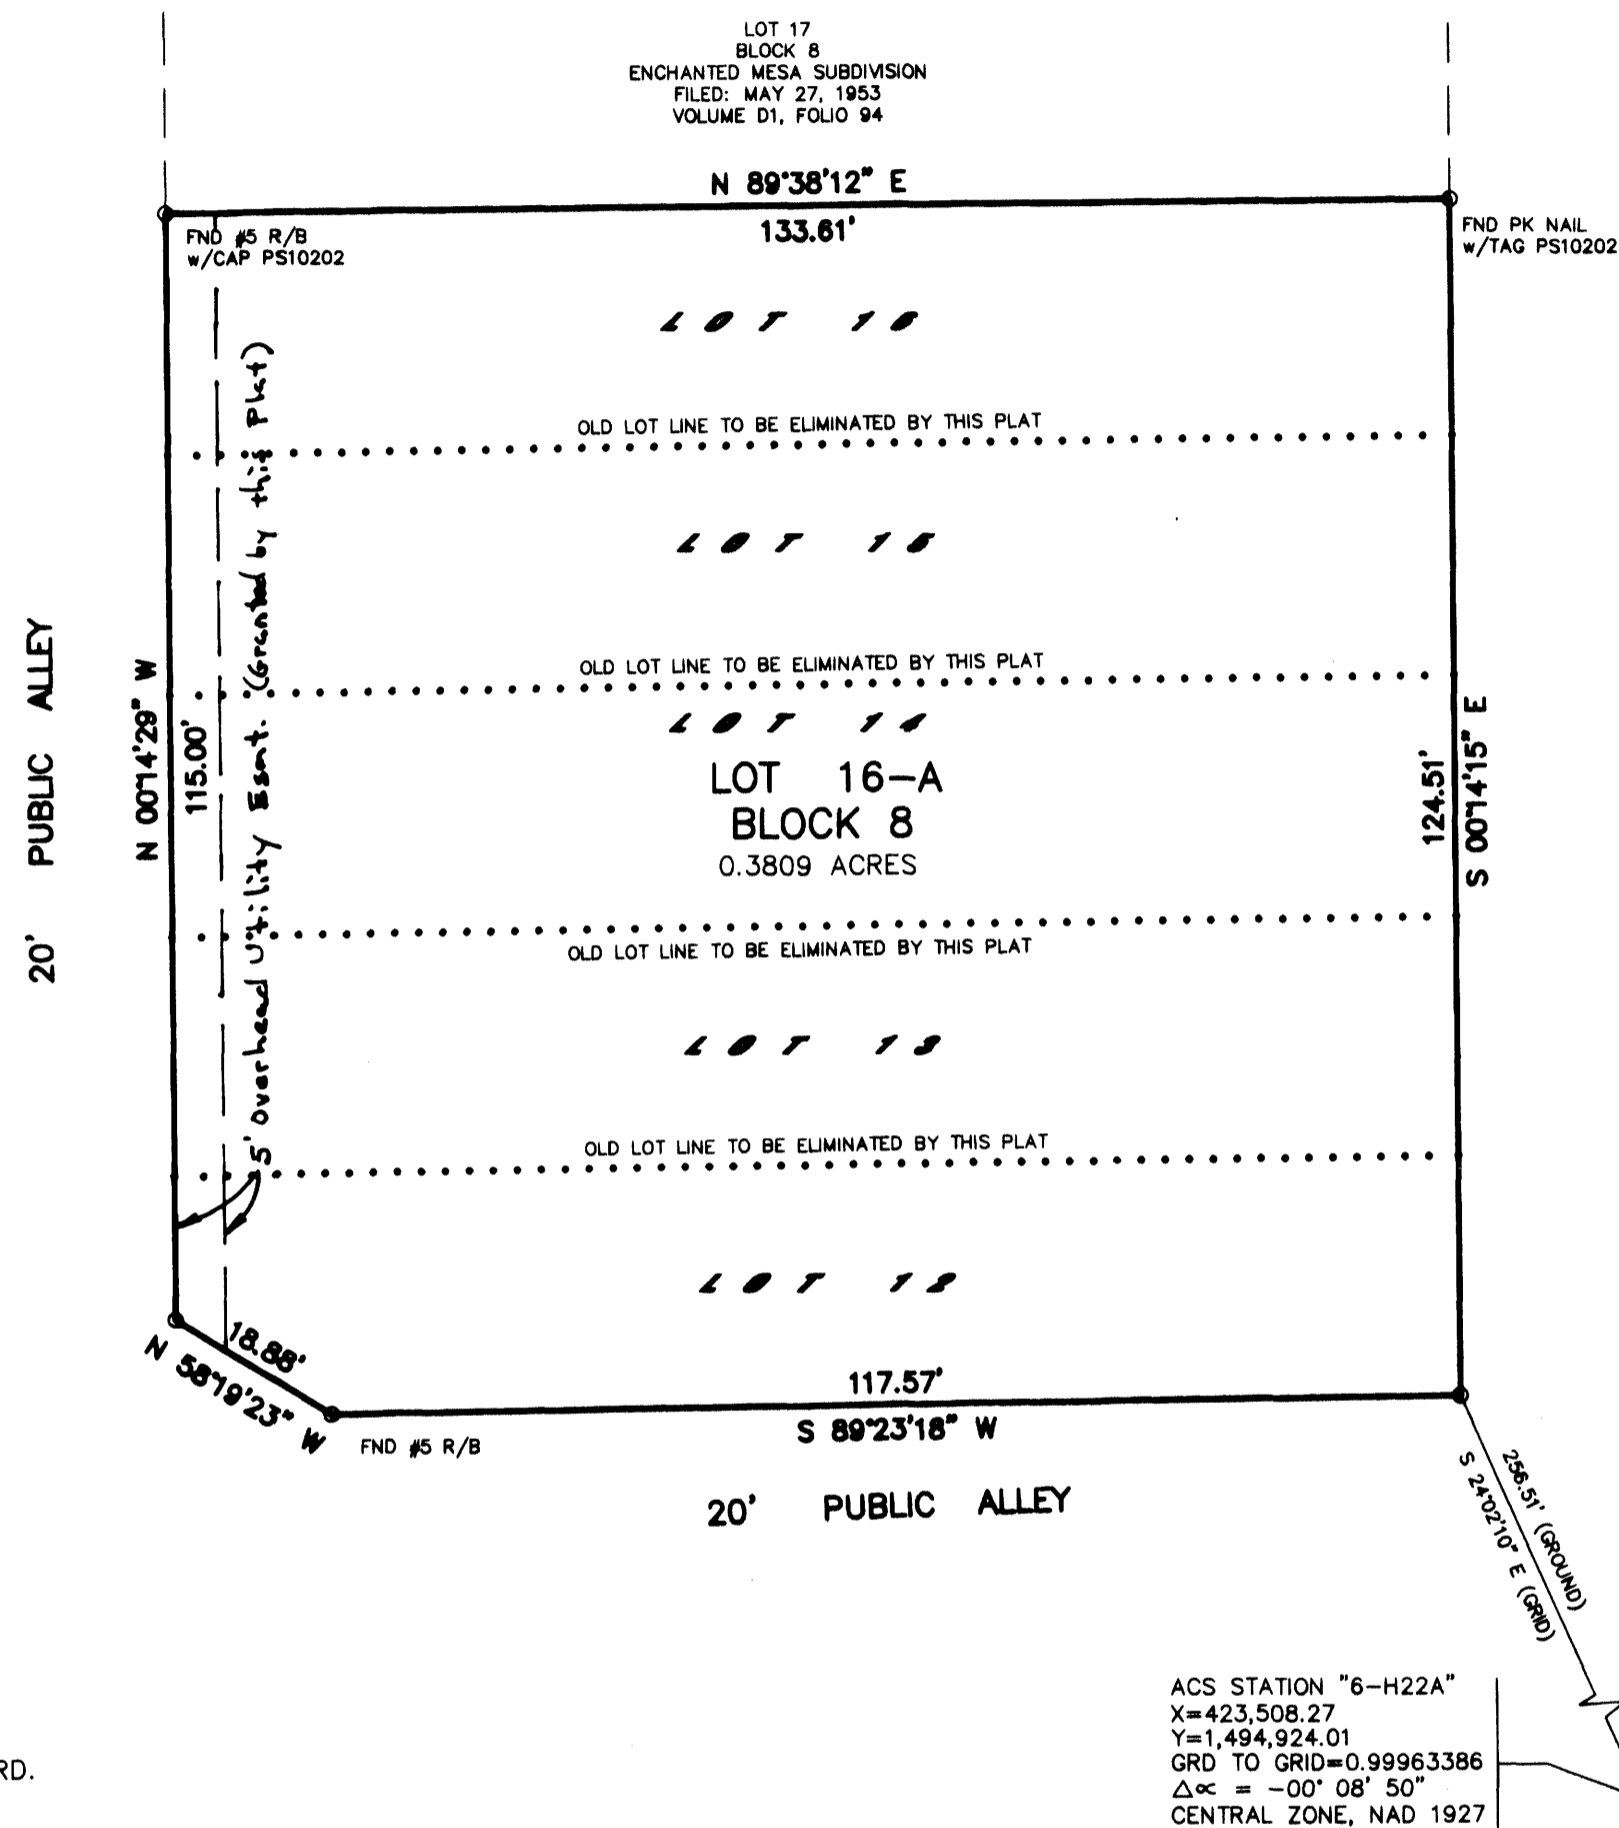 LOT 17
BLOCK 8
ENCHANTED MESA SUBDIVISION
FILED: MAY 27, 1953
VOLUME D1, FOLIO 94
N 89°38'12" E
133.61'
FND #5 R/B
w/CAP PS10202
FND PK NAIL
w/TAG PS10202
LOT 16
OLD LOT LINE TO BE ELIMINATED BY THIS PLAT
LOT 15
OLD LOT LINE TO BE ELIMINATED BY THIS PLAT
LOT 14
LOT 16-A
BLOCK 8
0.3809 ACRES
20' PUBLIC ALLEY
N 00°14'29" W
115.00'
5' Overhead Utility Esmt. (Granted by this Plat)
124.51'
S 00°14'15" E
OLD LOT LINE TO BE ELIMINATED BY THIS PLAT
LOT 13
OLD LOT LINE TO BE ELIMINATED BY THIS PLAT
LOT 12
18.88'
N 58°19'23" W
FND #5 R/B
117.57'
S 89°23'18" W
20' PUBLIC ALLEY
256.51' (GROUND)
S 24°02'10" E (GRID)
ACS STATION "6-H22A"
X=423,508.27
Y=1,494,924.01
GRD TO GRID=0.99963386
Δ∝ = -00° 08' 50"
CENTRAL ZONE, NAD 1927
RD.